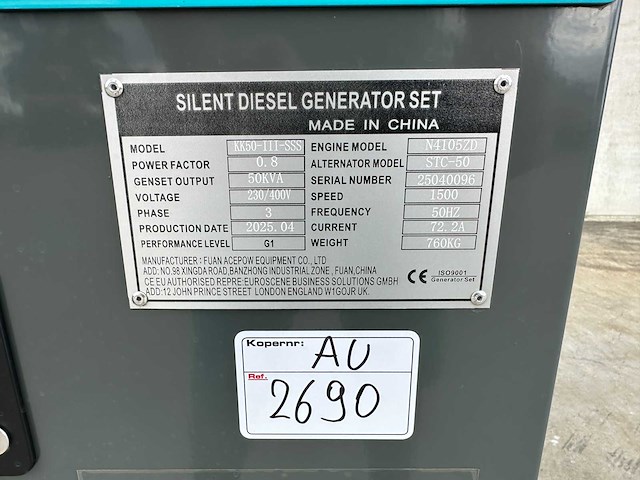 SILENT DIESEL GENERATOR SET
MADE IN CHINA
MODEL KK50-III-SSS ENGINE MODEL N4105ZD
POWER FACTOR 0.8 ALTERNATOR MODEL STC-50
GENSET OUTPUT 50KVA SERIAL NUMBER 25040096
VOLTAGE 230/400V SPEED 1500
PHASE 3 FREQUENCY 50HZ
PRODUCTION DATE 2025.04 CURRENT 72.2A
PERFORMANCE LEVEL G1 WEIGHT 760KG
MANUFACTURER : FUAN ACEPOW EQUIPMENT CO., LTD
ADD: NO.98 XINGDA ROAD,BANZHONG INDUSTRIAL ZONE , FUAN,CHINA
CE EU AUTHORISED REPRE: EUROSCENE BUSINESS SOLUTIONS GMBH
ADD:12 JOHN PRINCE STREET LONDON ENGLAND W1GOJR UK.
CE ISO9001
Generator Set
Kopernr: AU
Ref.
2690